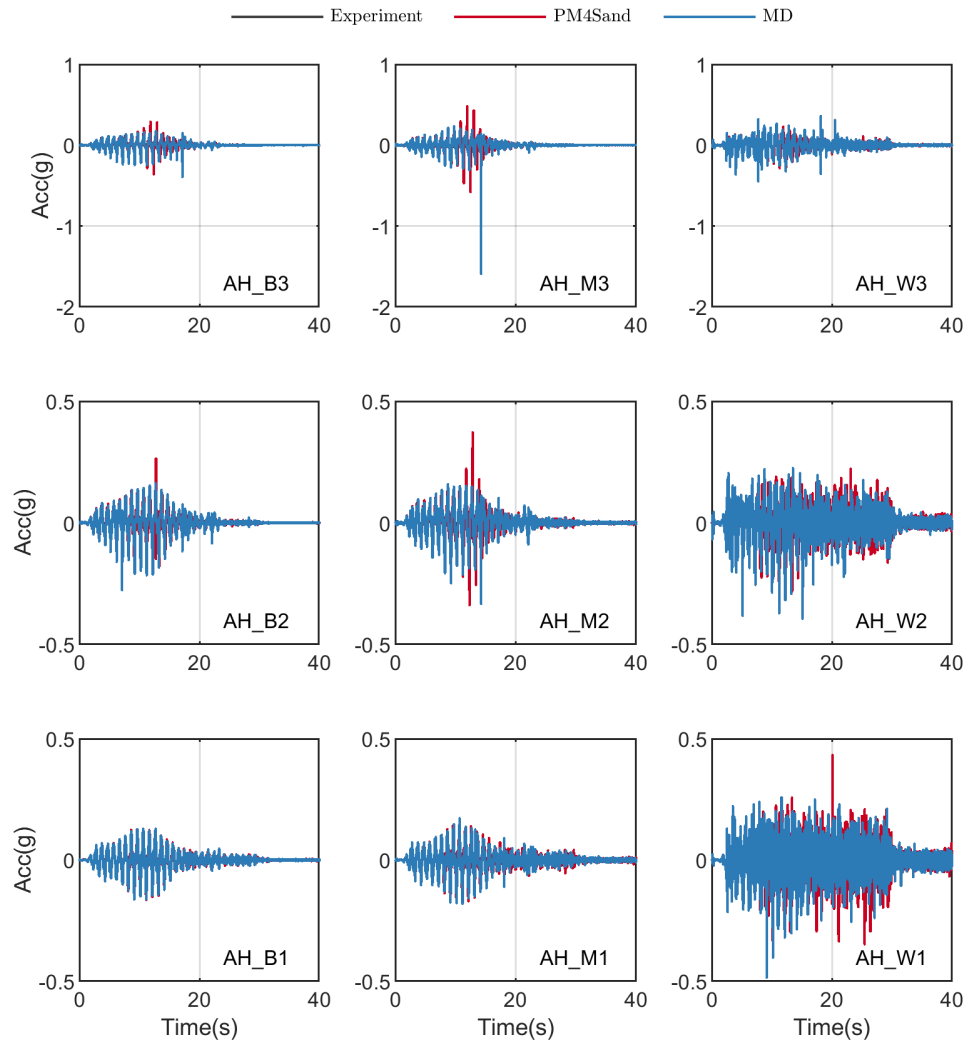 Experiment PM4Sand MD
1 1 1
0 0 0
Acc(g)
-1 -1 -1
AH_B3 AH_M3 AH_W3
-2 -2 -2
0 20 40 0 20 40 0 20 40
0.5 0.5 0.5
Acc(g)
0 0 0
AH_B2 AH_M2 AH_W2
-0.5 -0.5 -0.5
0 20 40 0 20 40 0 20 40
0.5 0.5 0.5
Acc(g)
0 0 0
AH_B1 AH_M1 AH_W1
-0.5 -0.5 -0.5
0 20 40 0 20 40 0 20 40
Time(s) Time(s) Time(s)